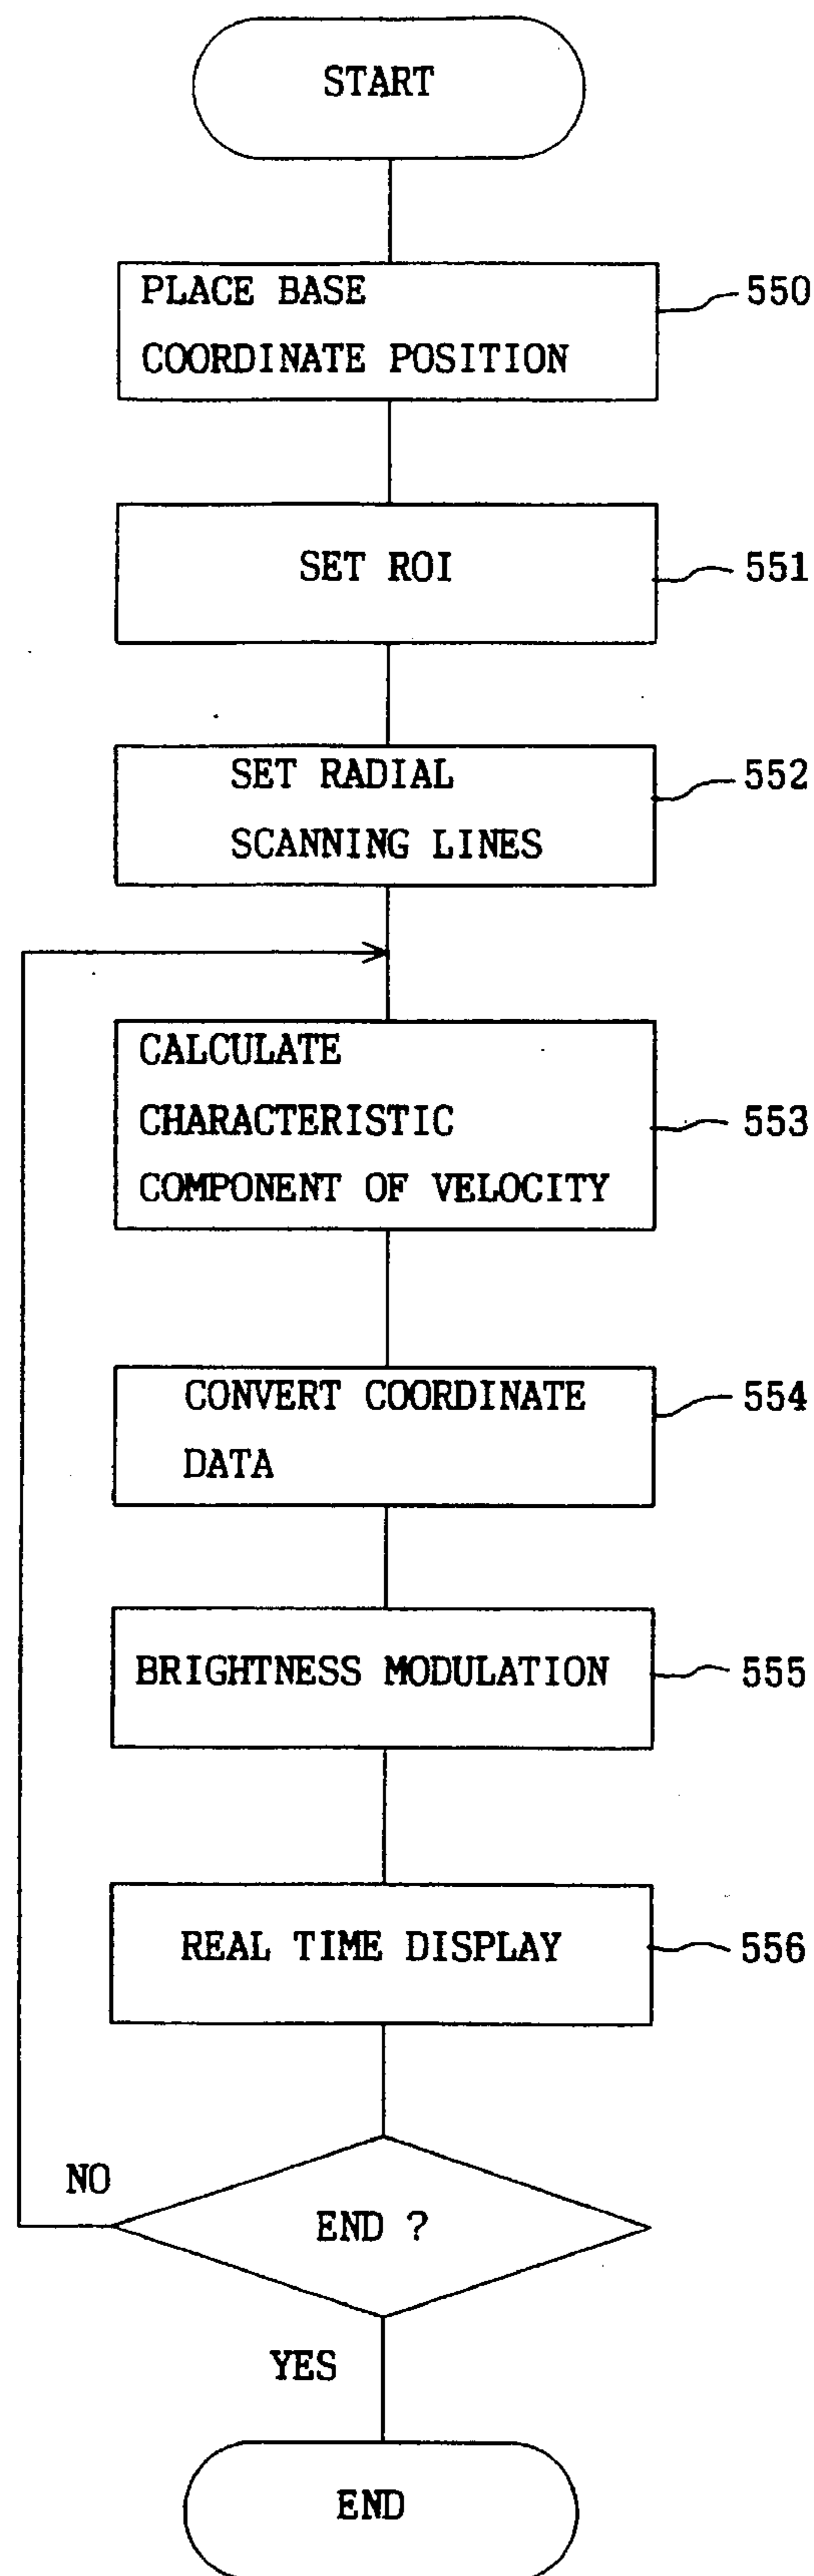 START
PLACE BASE
COORDINATE POSITION
550
SET ROI
551
SET RADIAL
SCANNING LINES
552
CALCULATE
CHARACTERISTIC
COMPONENT OF VELOCITY
553
CONVERT COORDINATE
DATA
554
BRIGHTNESS MODULATION
555
REAL TIME DISPLAY
556
NO
END ?
YES
END